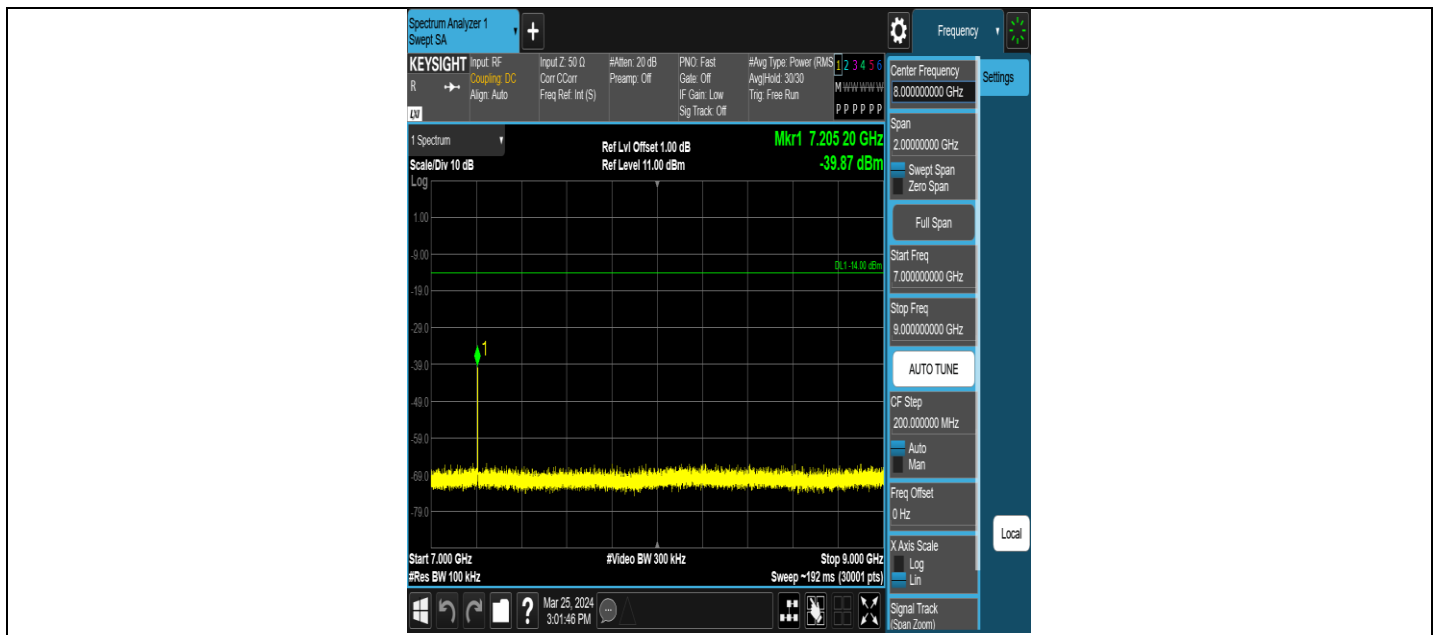 Spectrum Analyzer 1
Swept SA
+
Frequency
KEYSIGHT
R
LXI
Input: RF
Coupling: DC
Align: Auto
Input Z: 50 Ω
Corr CCorr
Freq Ref: Int (S)
#Atten: 20 dB
Preamp: Off
PNO: Fast
Gate: Off
IF Gain: Low
Sig Track: Off
#Avg Type: Power (RMS
Avg|Hold: 30/30
Trig: Free Run
1 2 3 4 5 6
M W W W W W
P P P P P P
1 Spectrum
Scale/Div 10 dB
Ref Lvl Offset 1.00 dB
Ref Level 11.00 dBm
Mkr1 7.205 20 GHz
-39.87 dBm
Log
1.00
-9.00
DL1 -14.00 dBm
-19.0
-29.0
1
-39.0
-49.0
-59.0
-69.0
-79.0
Start 7.000 GHz
#Video BW 300 kHz
Stop 9.000 GHz
#Res BW 100 kHz
Sweep ~192 ms (30001 pts)
?
Mar 25, 2024
3:01:46 PM
Center Frequency
8.000000000 GHz
Settings
Span
2.00000000 GHz
Swept Span
Zero Span
Full Span
Start Freq
7.000000000 GHz
Stop Freq
9.000000000 GHz
AUTO TUNE
CF Step
200.000000 MHz
Auto
Man
Freq Offset
0 Hz
X Axis Scale
Log
Lin
Local
Signal Track
(Span Zoom)